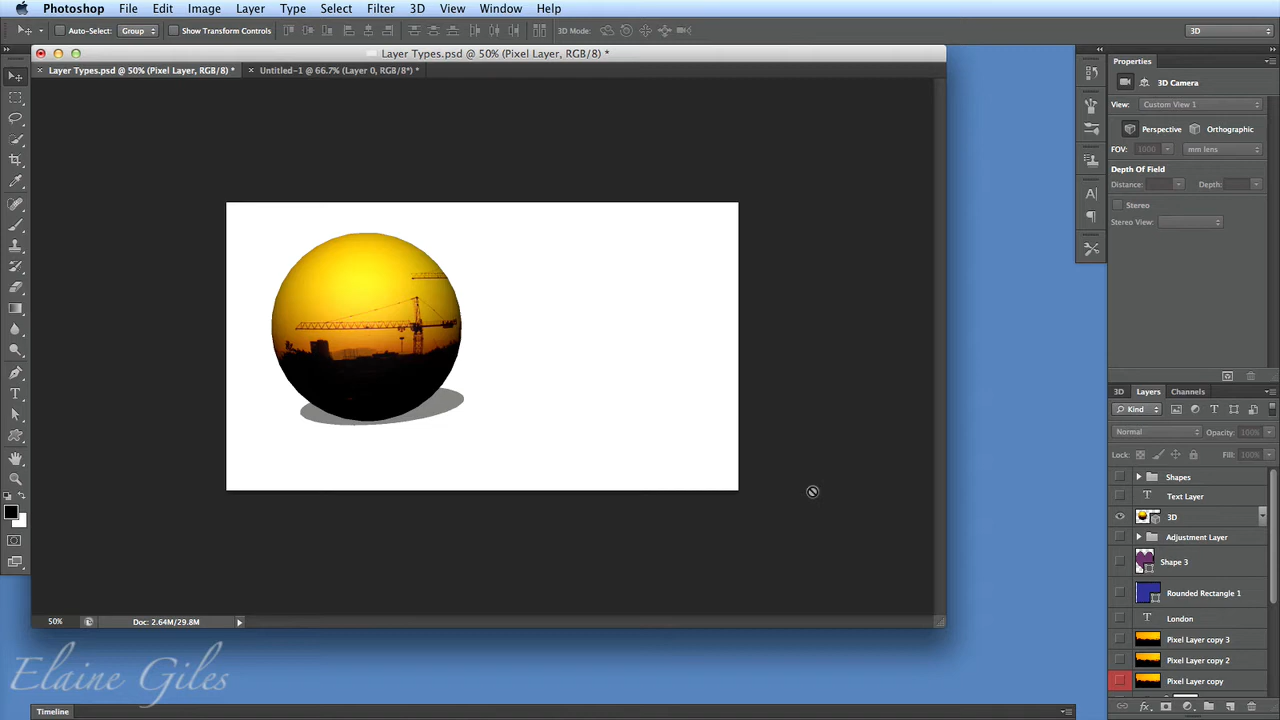 Photoshop File Edit Image Layer Type Select Filter 3D View Window Help
Auto-Select: Group Show Transform Controls 3D Mode: 3D
Layer Types.psd @ 50% (Pixel Layer, RGB/8) *
Layer Types.psd @ 50% (Pixel Layer, RGB/8) * Untitled-1 @ 66.7% (Layer 0, RGB/8*) *
Properties
3D Camera
View: Custom View 1
Perspective Orthographic
FOV: 1000 mm lens
Depth Of Field
Distance: Depth:
Stereo
Stereo View:
3D Layers Channels
Kind
Normal Opacity: 100%
Lock: Fill: 100%
Shapes
Text Layer
3D
Adjustment Layer
Shape 3
Rounded Rectangle 1
London
Pixel Layer copy 3
Pixel Layer copy 2
Pixel Layer copy
50% Doc: 2.64M/29.8M
Elaine Giles
Timeline